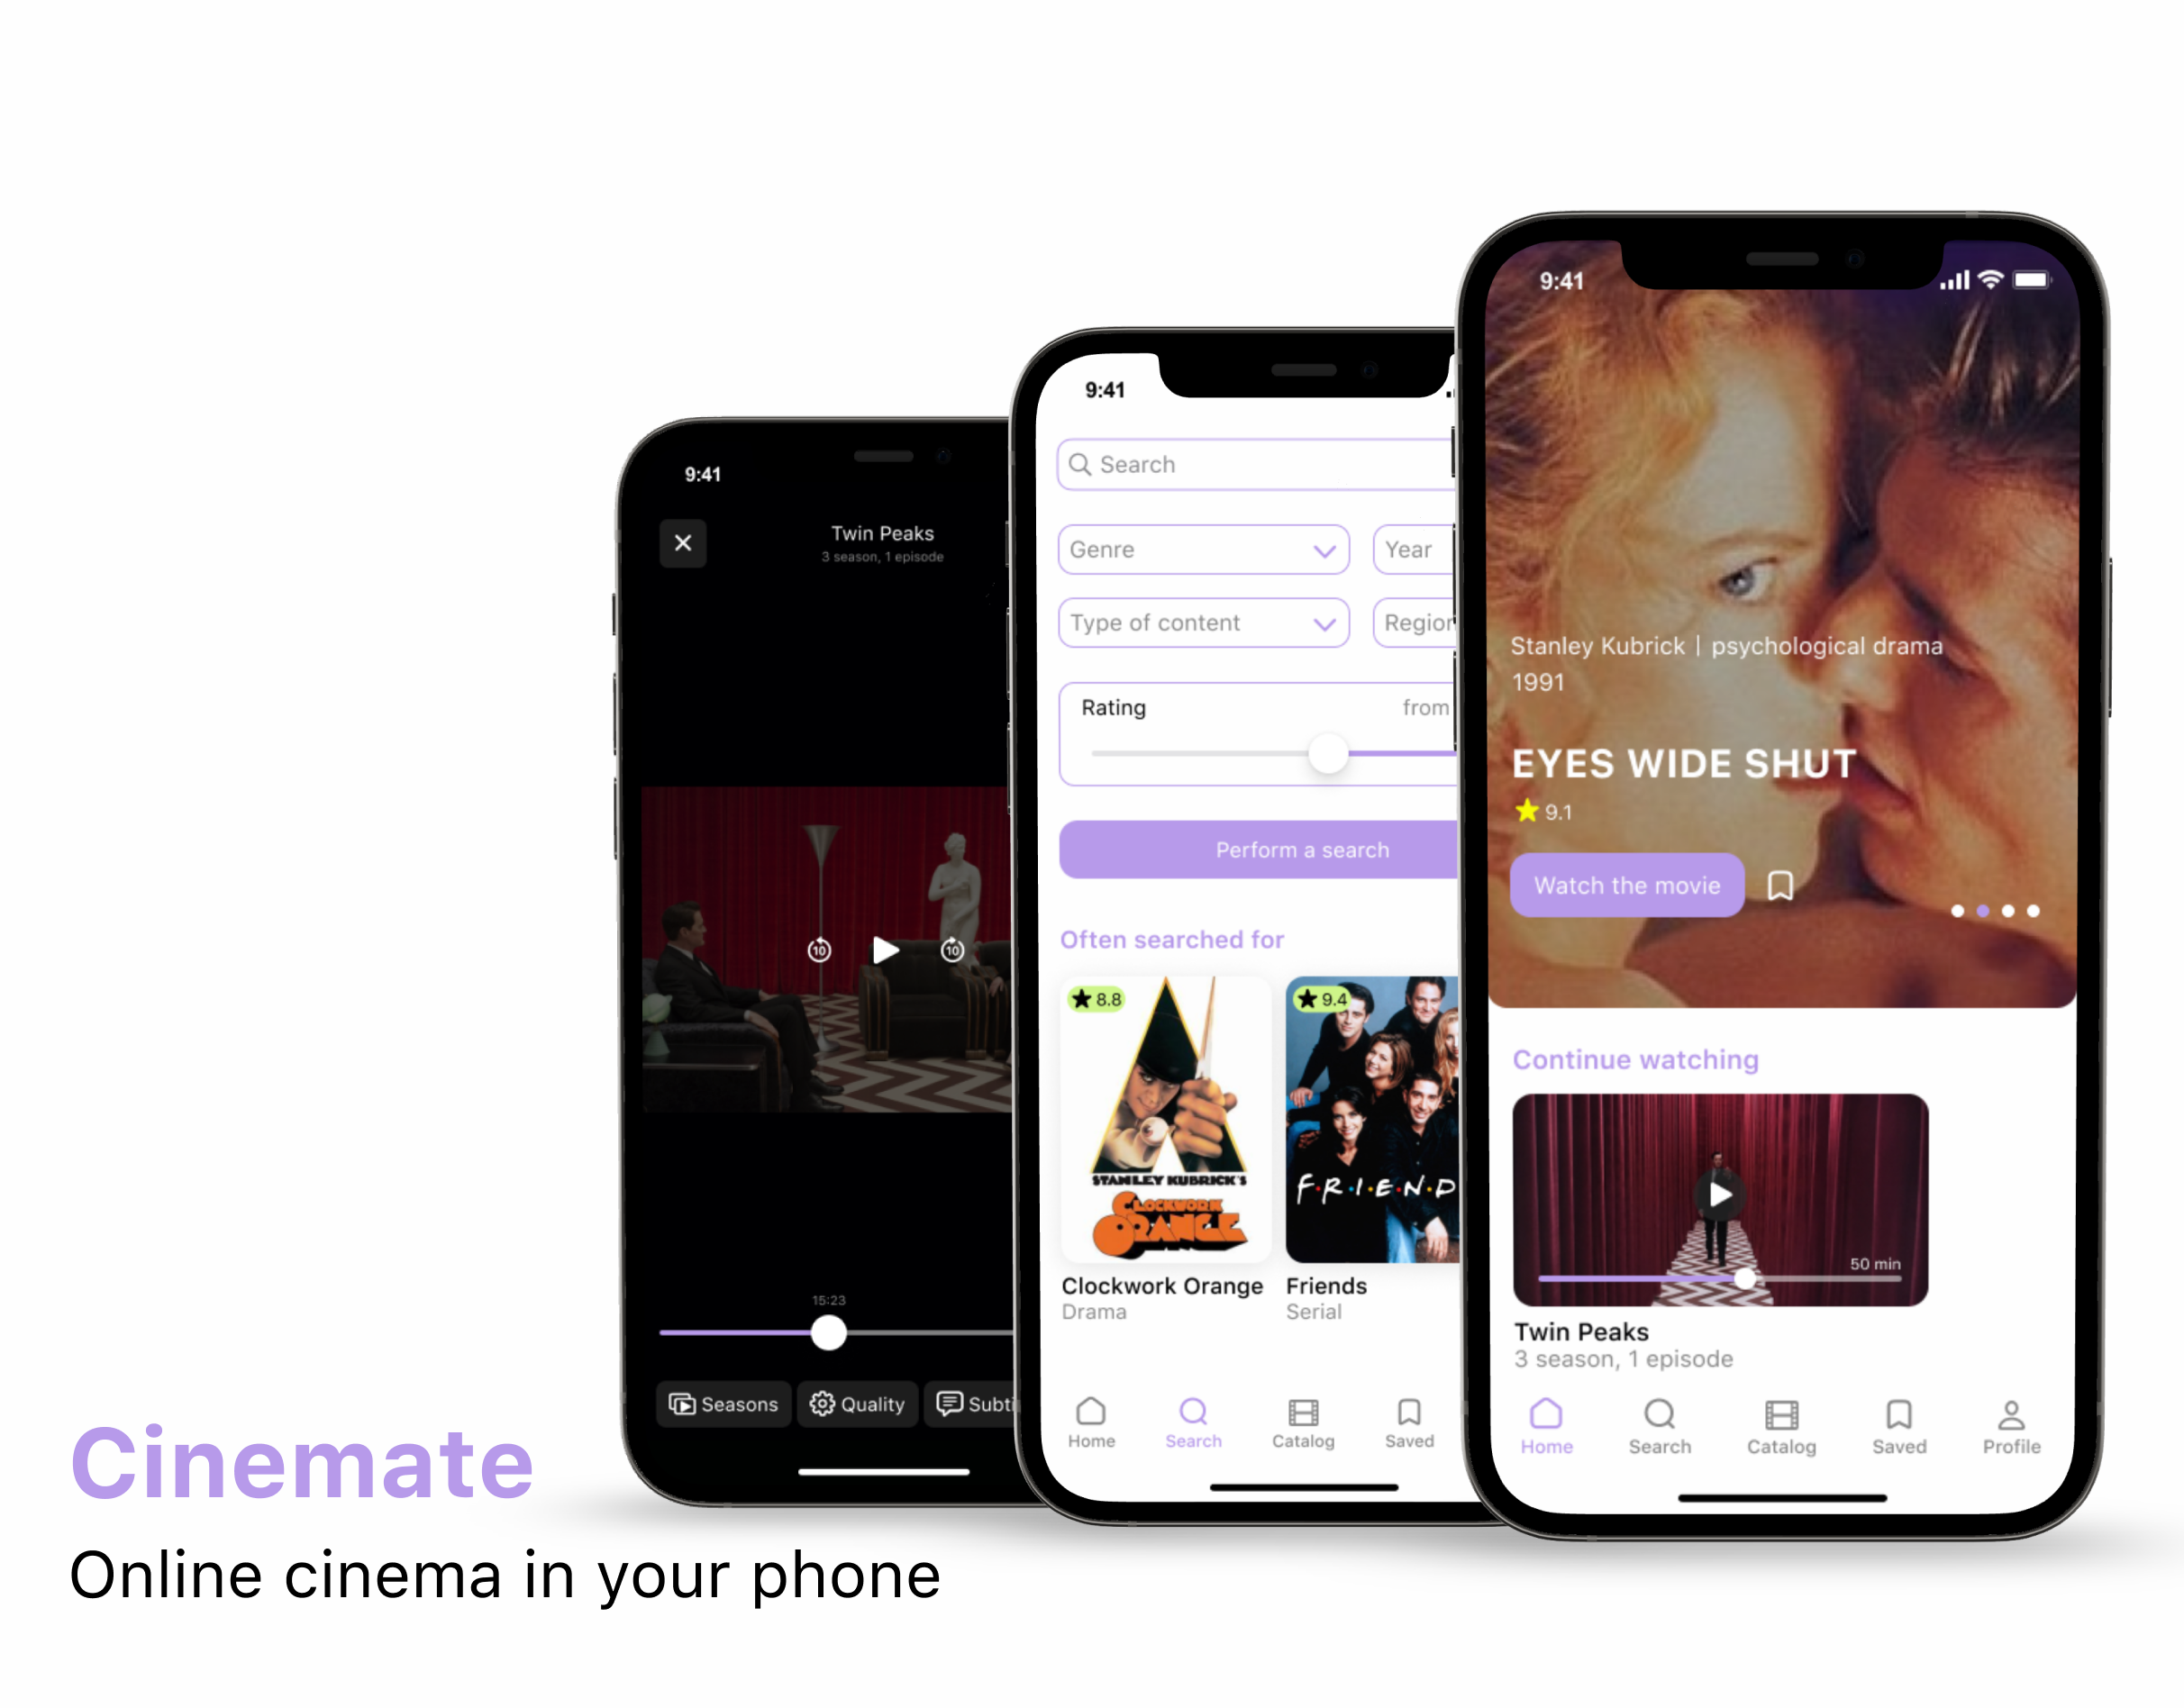 9:41
Twin Peaks
3 season, 1 episode
10
10
15:23
Seasons
Quality
9:41
Search
Genre
Year
Type of content
Rating
from
Perform a search
Often searched for
8.8
9.4
STANLEY KUBRICK'S
CLOCKWORK
ORANGE
Clockwork Orange
Drama
Friends
Serial
Home
Search
Catalog
Saved
9:41
Stanley Kubrick | psychological drama
1991
EYES WIDE SHUT
9.1
Watch the movie
Continue watching
50 min
Twin Peaks
3 season, 1 episode
Home
Search
Catalog
Saved
Profile
Cinemate
Online cinema in your phone